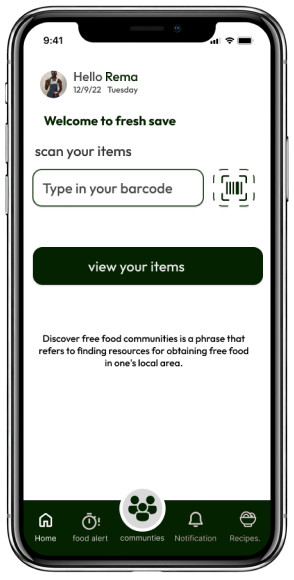 9:41
Hello Rema
12/9/22 Tuesday
Welcome to fresh save
scan your items
Type in your barcode
view your items
Discover free food communities is a phrase that
refers to finding resources for obtaining free food
in one's local area.
Home food alert communties Notification Recipes.